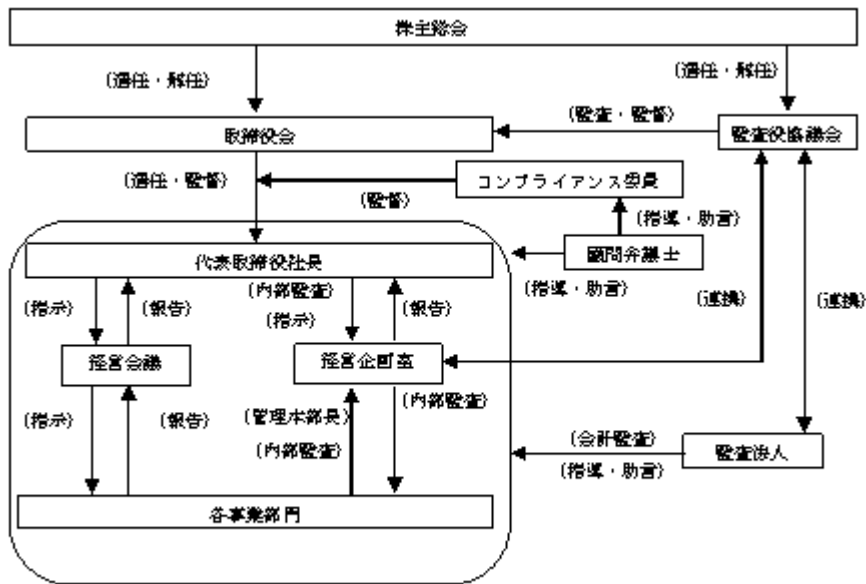 株主総会
(選任・解任)
(選任・解任)
(監査・監督)
取締役会
監査役協議会
(選任・監督)
コンプライアンス委員
(監督)
(指導・助言)
代表取締役社長
顧問弁護士
(内部監査)
(指導・助言)
(指示)
(報告)
(指示)
(報告)
(連携)
(連携)
経営会議
経営企画室
(内部監査)
(指示)
(報告)
(管理本部長)
(会計監査)
(内部監査)
監査法人
(指導・助言)
各事業部門